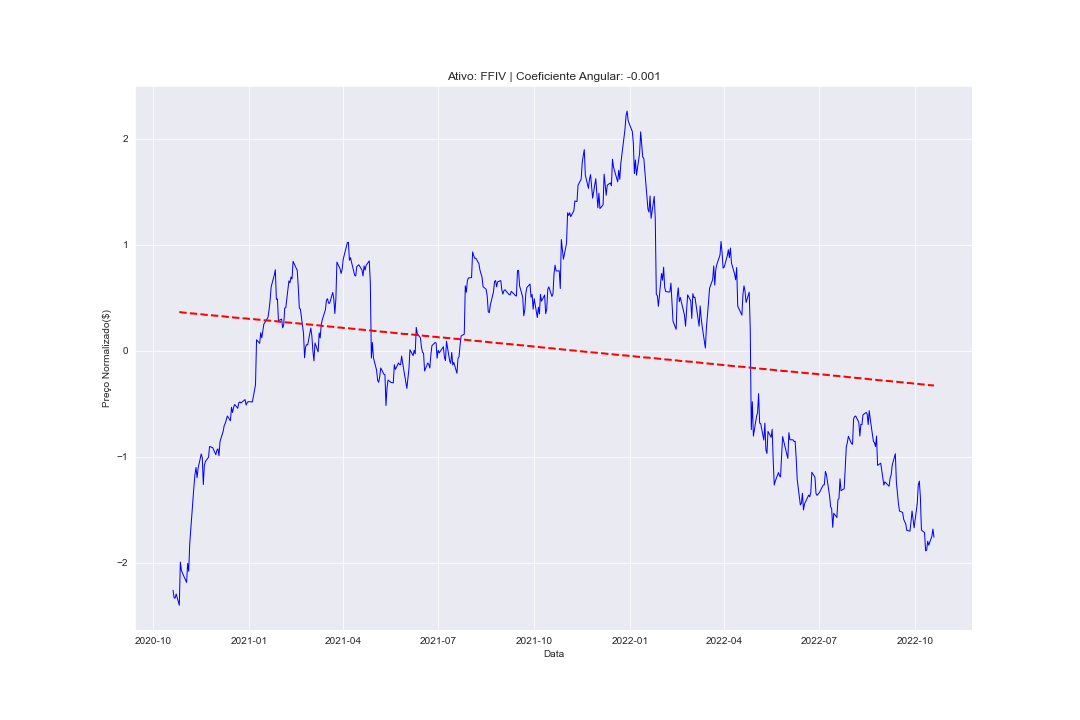 Ativo: FFIV | Coeficiente Angular: -0.001
Preço Normalizado($)
2
1
0
−1
−2
2020-10 2021-01 2021-04 2021-07 2021-10 2022-01 2022-04 2022-07 2022-10
Data